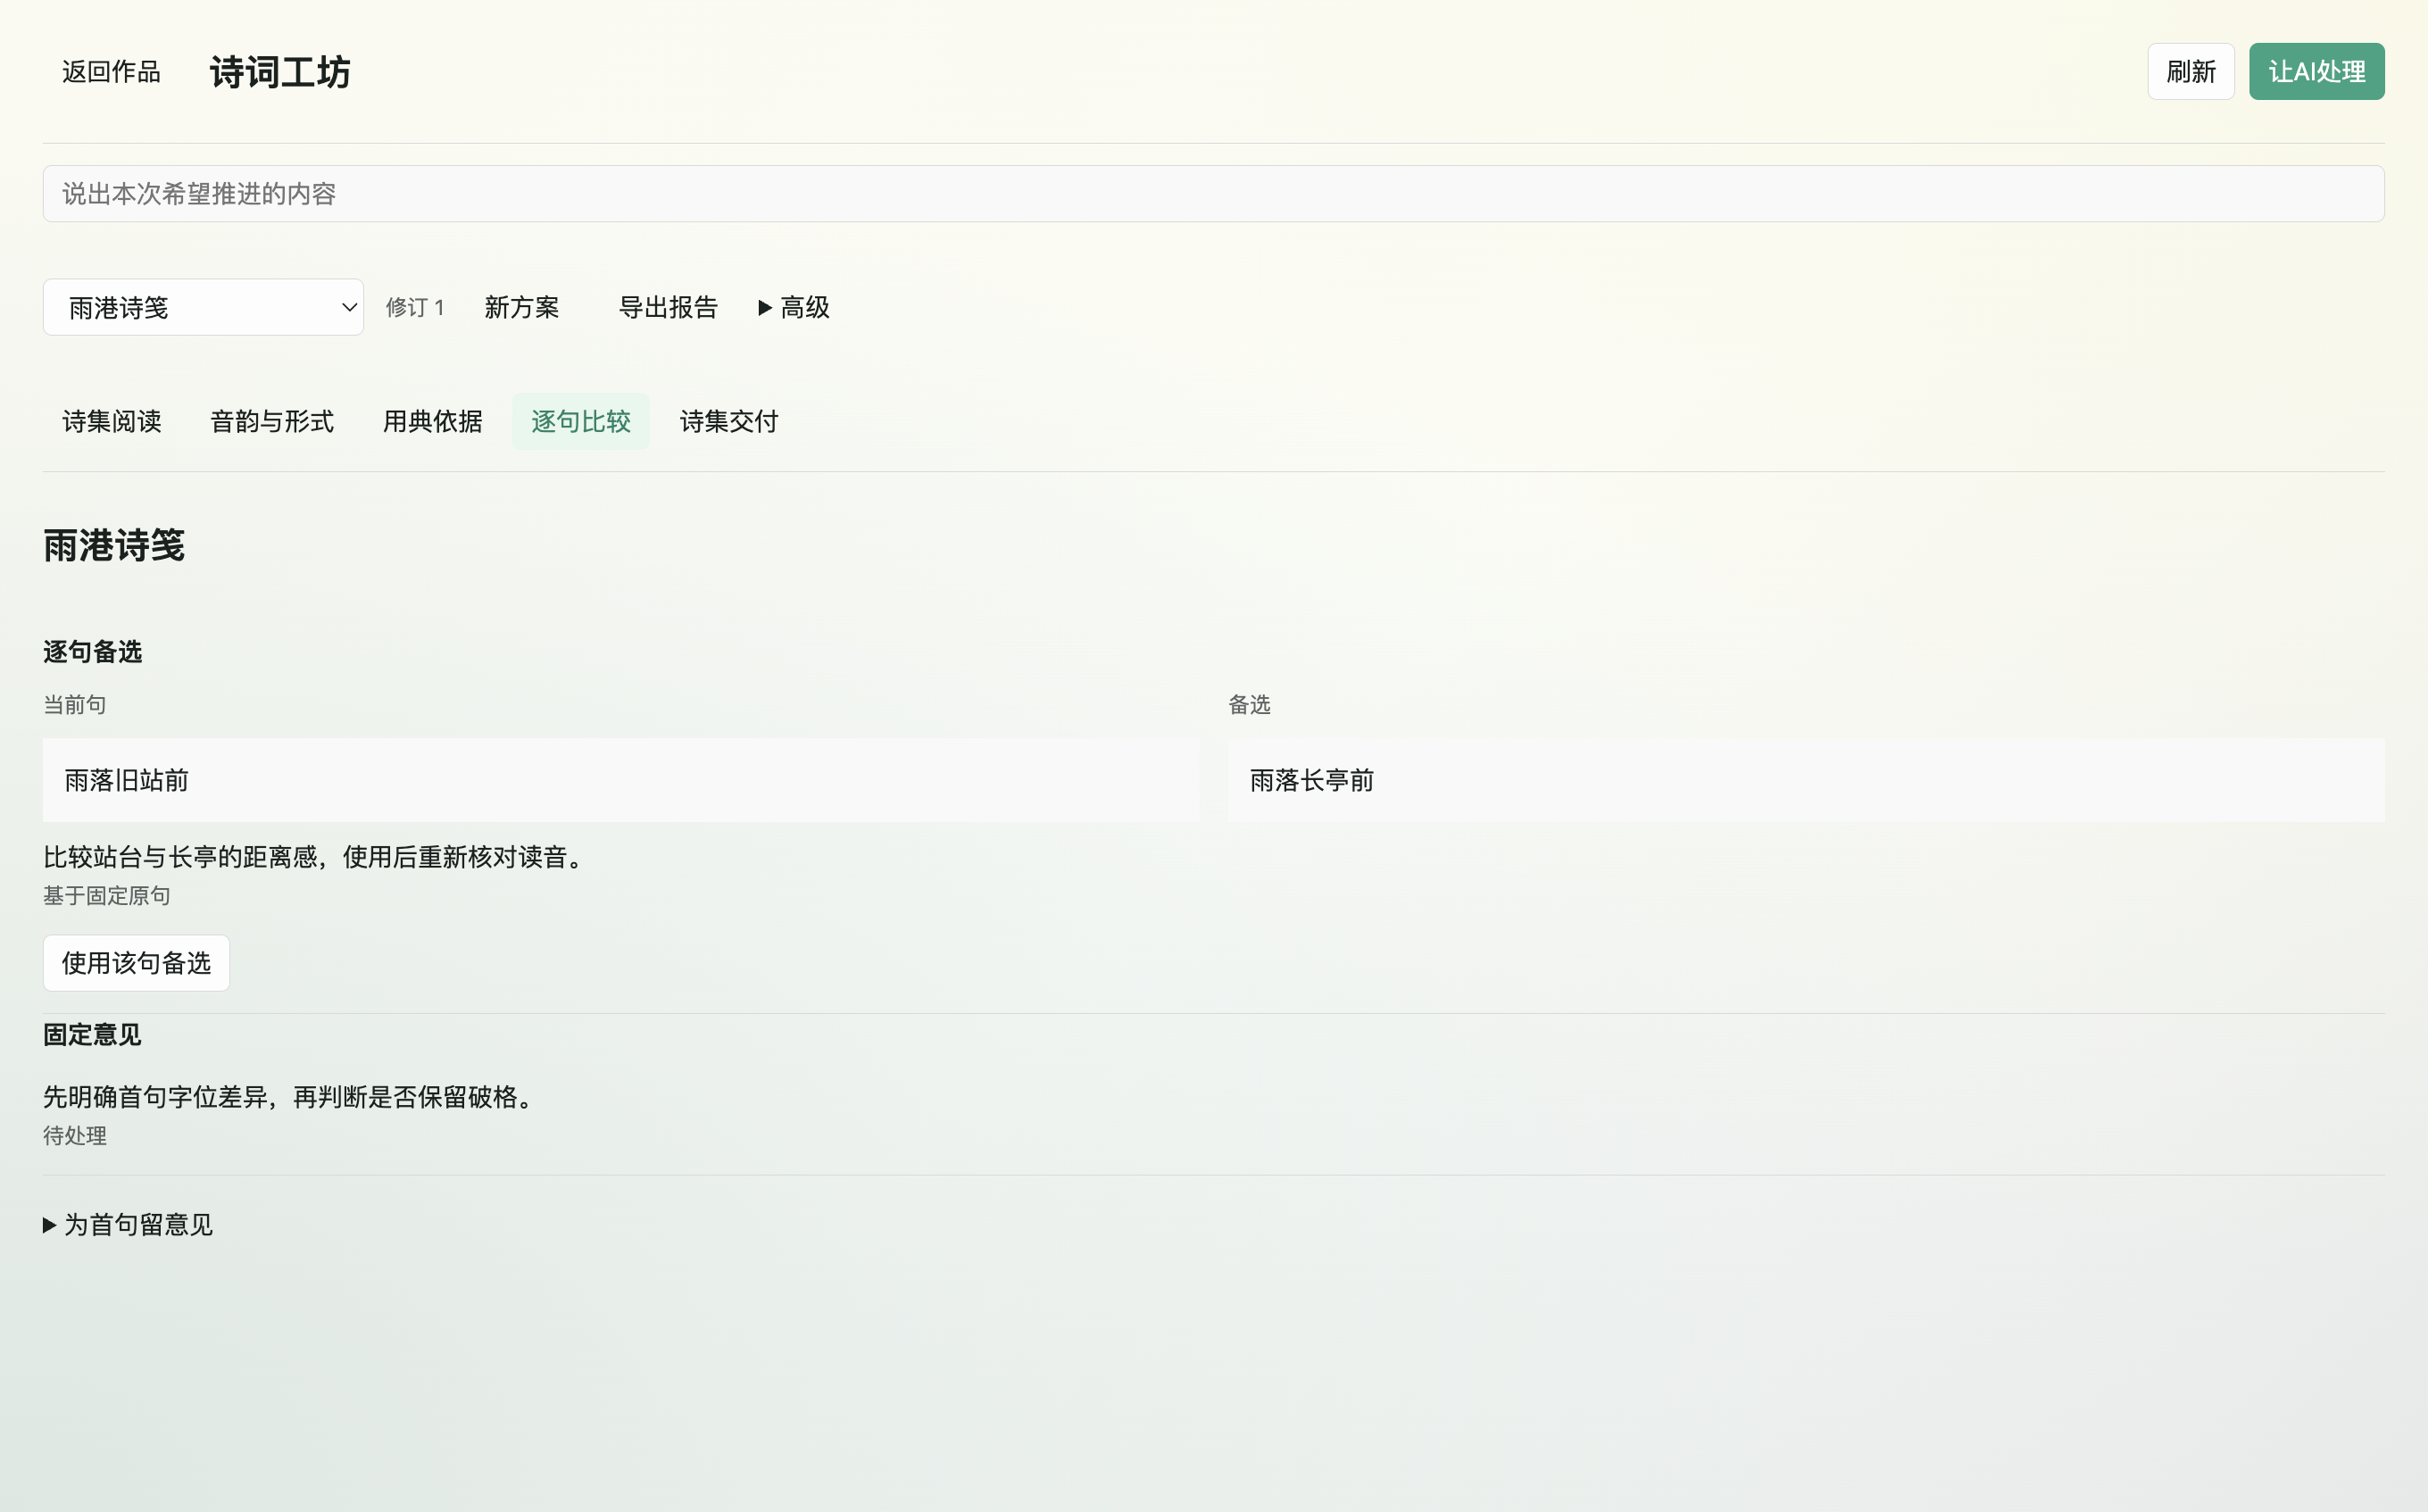 返回作品 诗词工坊 刷新 让AI处理
说出本次希望推进的内容
雨港诗笺 修订 1 新方案 导出报告 高级
诗集阅读 音韵与形式 用典依据 逐句比较 诗集交付
雨港诗笺
逐句备选
当前句 备选
雨落旧站前 雨落长亭前
比较站台与长亭的距离感，使用后重新核对读音。
基于固定原句
使用该句备选
固定意见
先明确首句字位差异，再判断是否保留破格。
待处理
为首句留意见